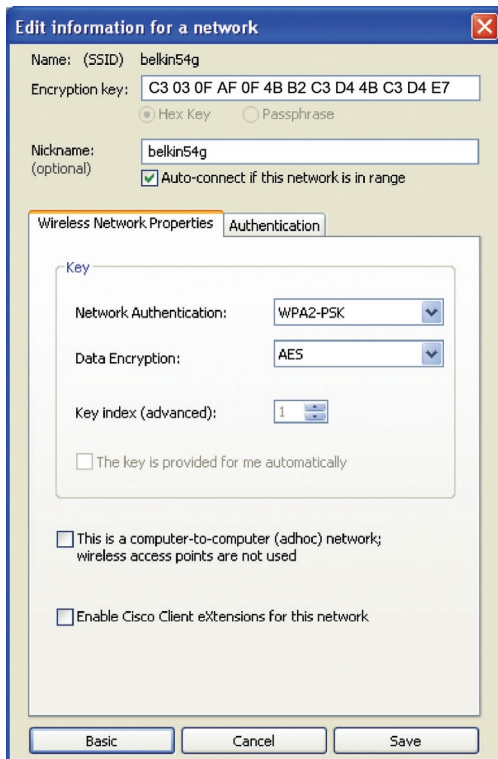 Edit information for a network
Name: (SSID) belkin54g
Encryption key: C3 03 0F AF 0F 4B B2 C3 D4 4B C3 D4 E7
Hex Key Passphrase
Nickname: belkin54g
(optional)
Auto-connect if this network is in range
Wireless Network Properties Authentication
Key
Network Authentication: WPA2-PSK
Data Encryption: AES
Key index (advanced): 1
The key is provided for me automatically
This is a computer-to-computer (adhoc) network;
wireless access points are not used
Enable Cisco Client eXtensions for this network
Basic Cancel Save